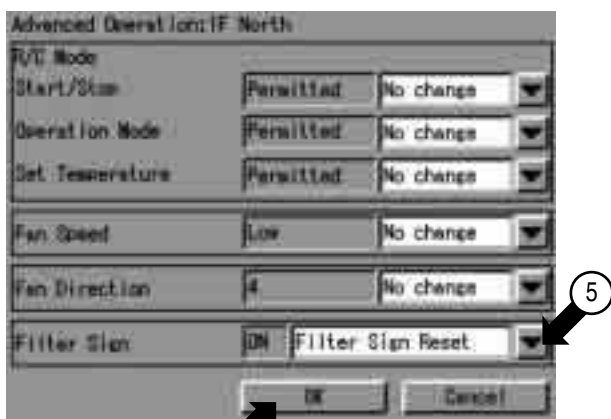 Advanced Operation:1F North
R/C Mode
Start/Stop Permitted No change
Operation Mode Permitted No change
Set Temperature Permitted No change
Fan Speed Low No change
Fan Direction 4 No change
5
Filter Sign ON Filter Sign Reset
OK Cancel